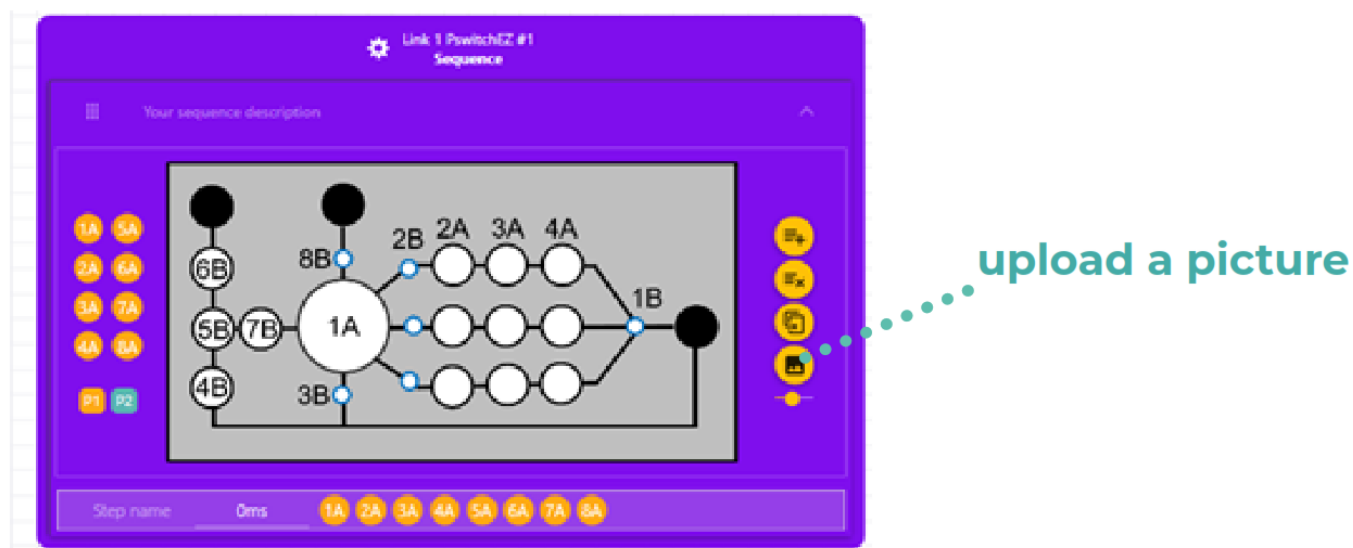 Link 1 PswitchEZ #1
Sequence
Your sequence description
1A 5A
2A 6A
3A 7A
4A 8A
P1 P2
6B
8B
2B 2A 3A 4A
5B 7B
1A
1B
4B
3B
upload a picture
Step name 0ms 1A 2A 3A 4A 5A 6A 7A 8A